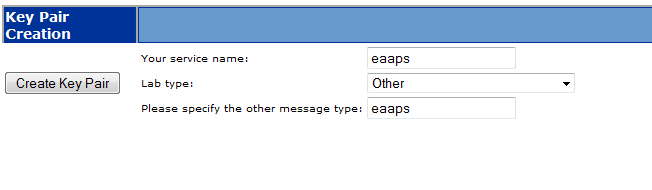 Key Pair
Creation
Your service name: eaaps
Create Key Pair Lab type: Other
Please specify the other message type: eaaps